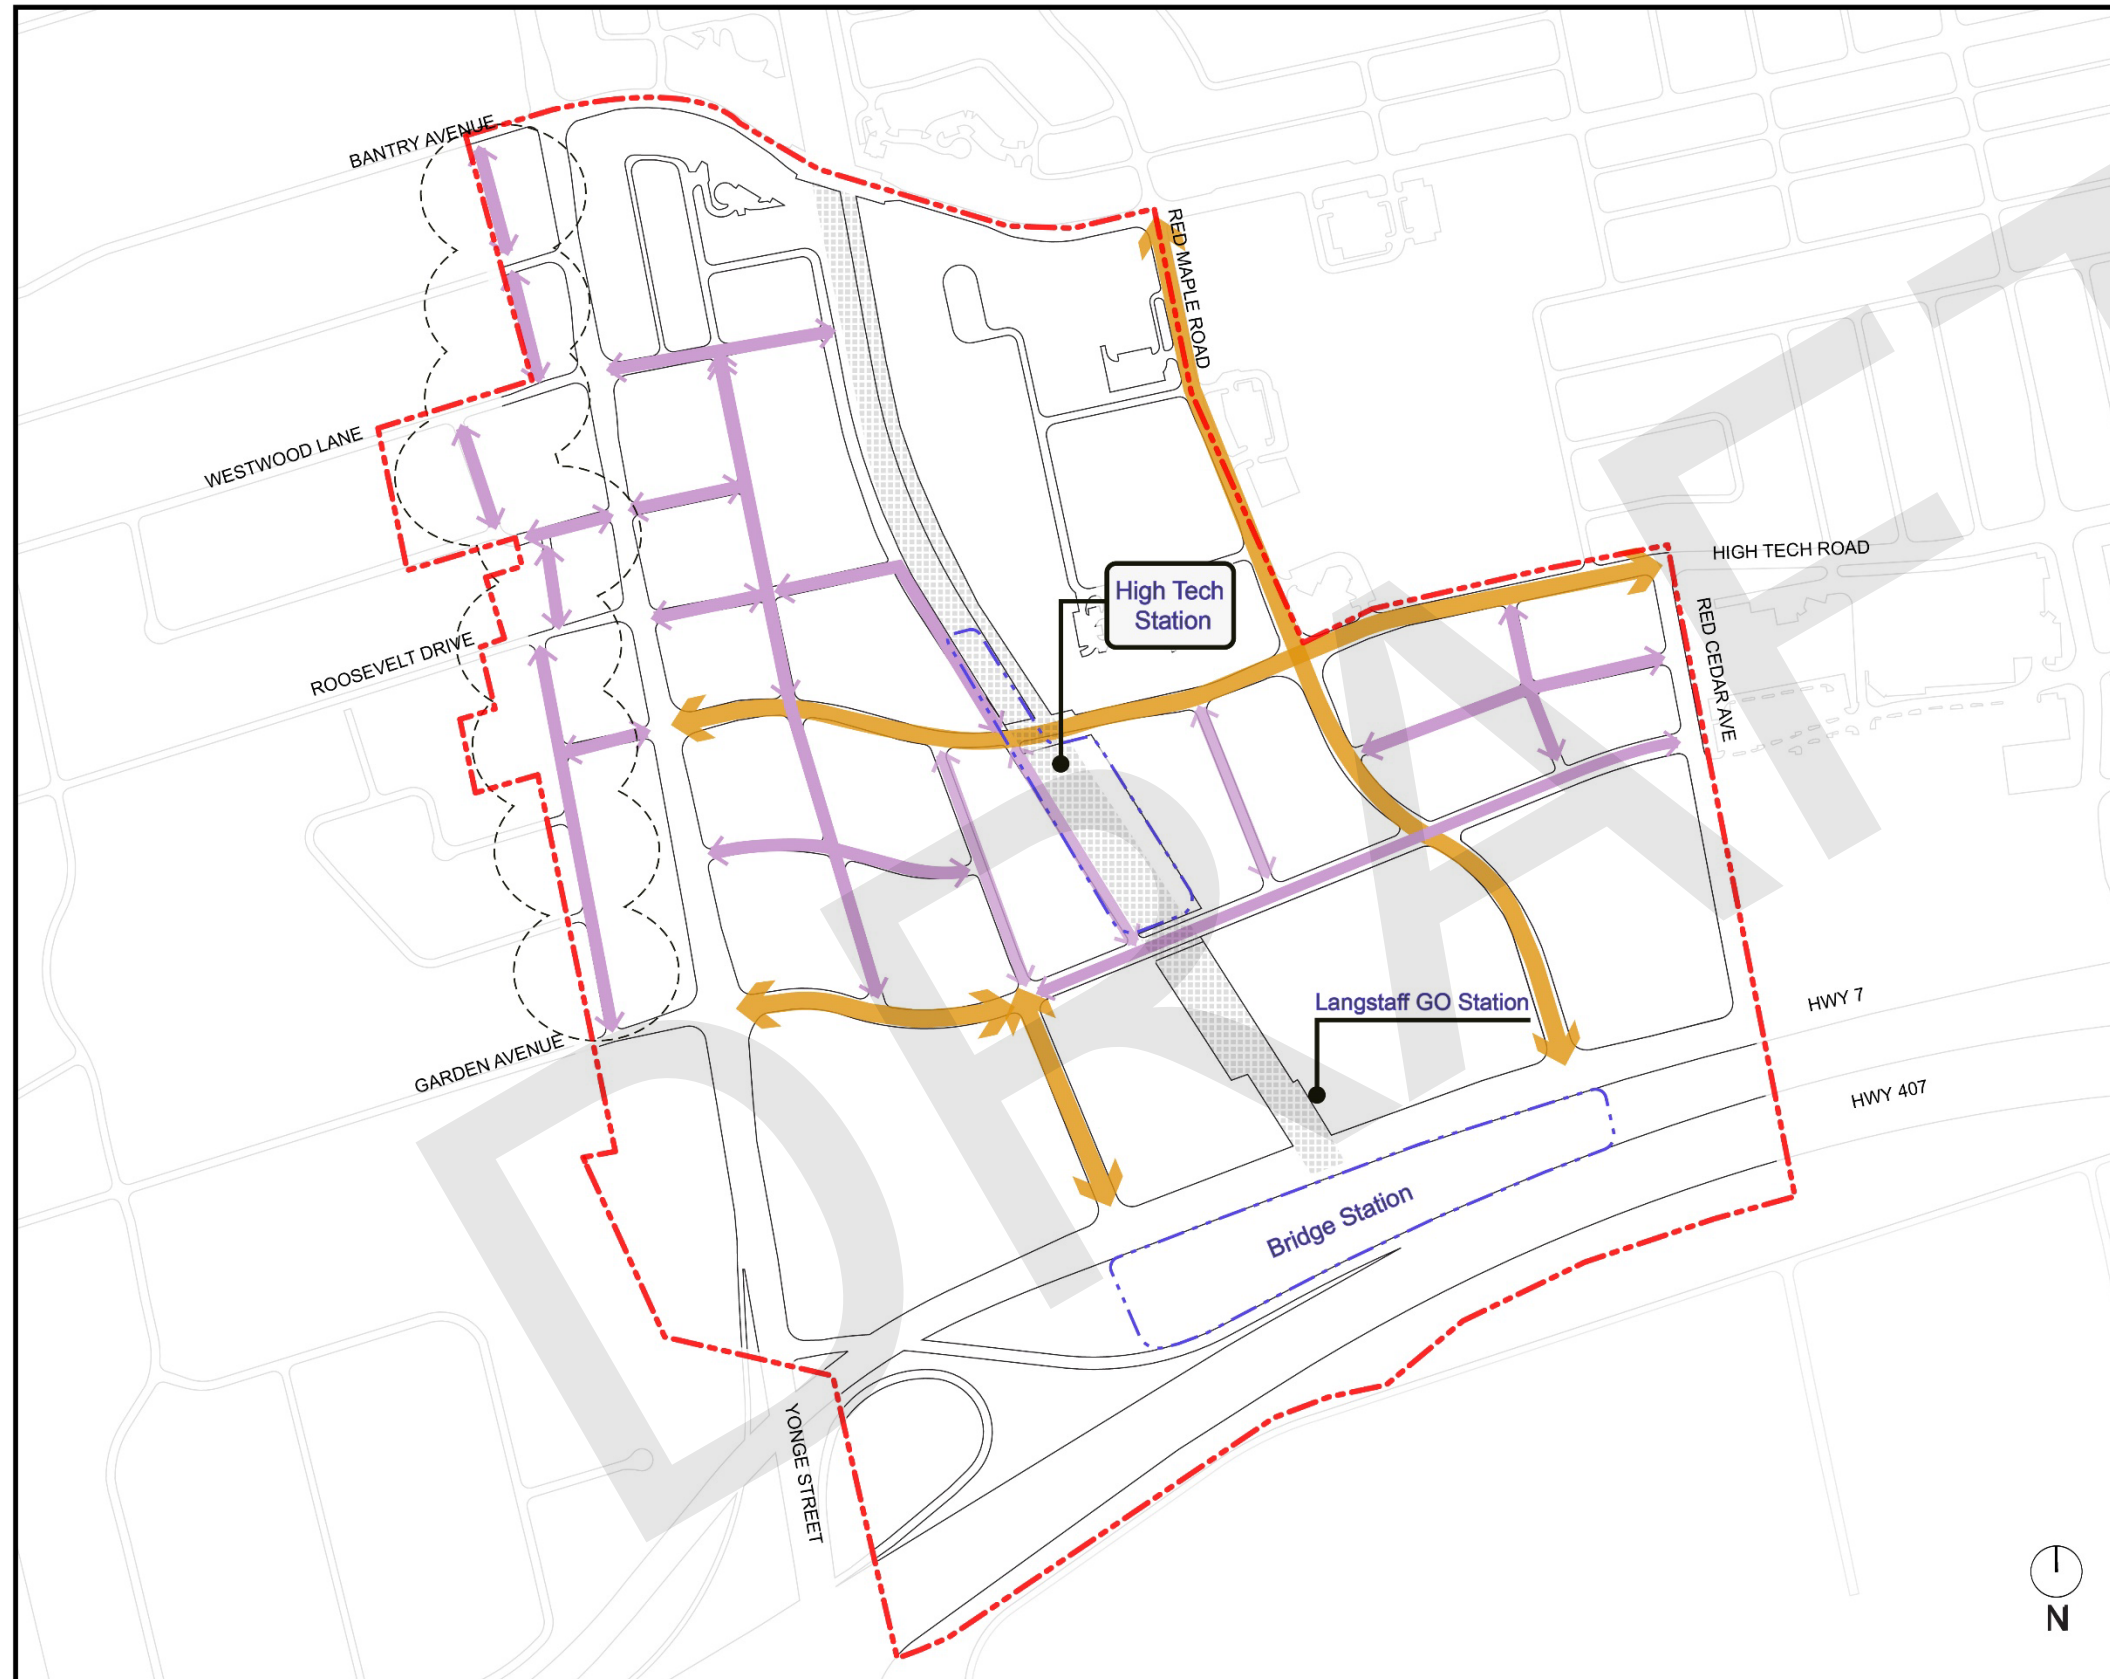 BANTRY AVENUE
RED MAPLE ROAD
WESTWOOD LANE
HIGH TECH ROAD
High Tech
Station
RED CEDAR AVE
ROOSEVELT DRIVE
HWY 7
Langstaff GO Station
GARDEN AVENUE
HWY 407
Bridge Station
YONGE STREET
N
DRAFT